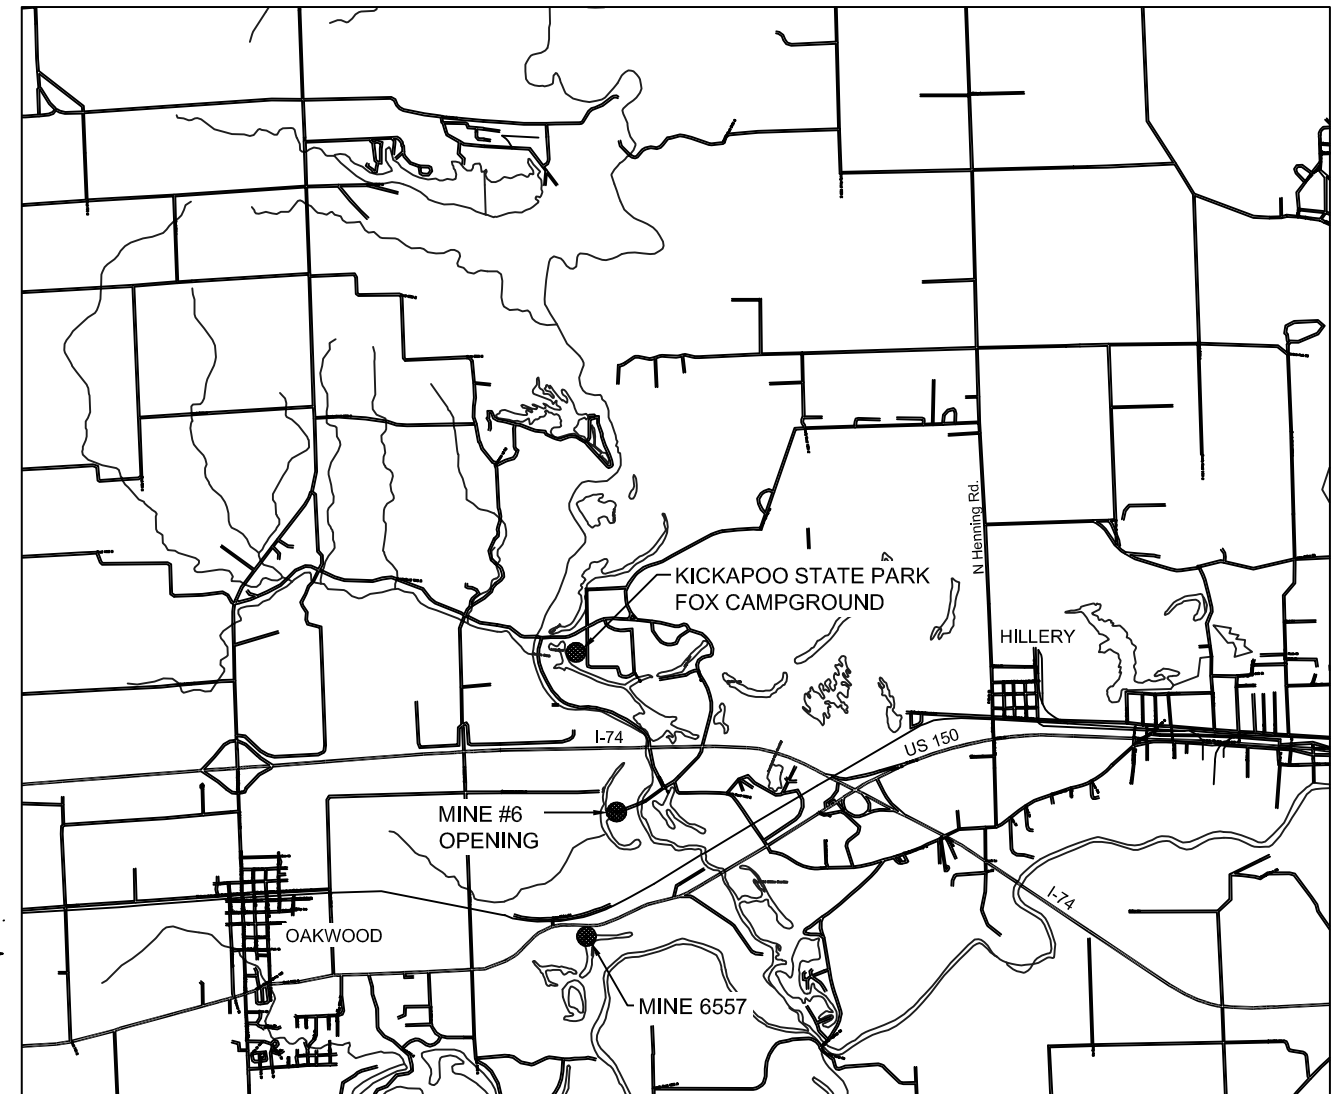 N Henning Rd.
KICKAPOO STATE PARK
FOX CAMPGROUND
HILLERY
I-74
US 150
MINE #6
OPENING
I-74
OAKWOOD
MINE 6557